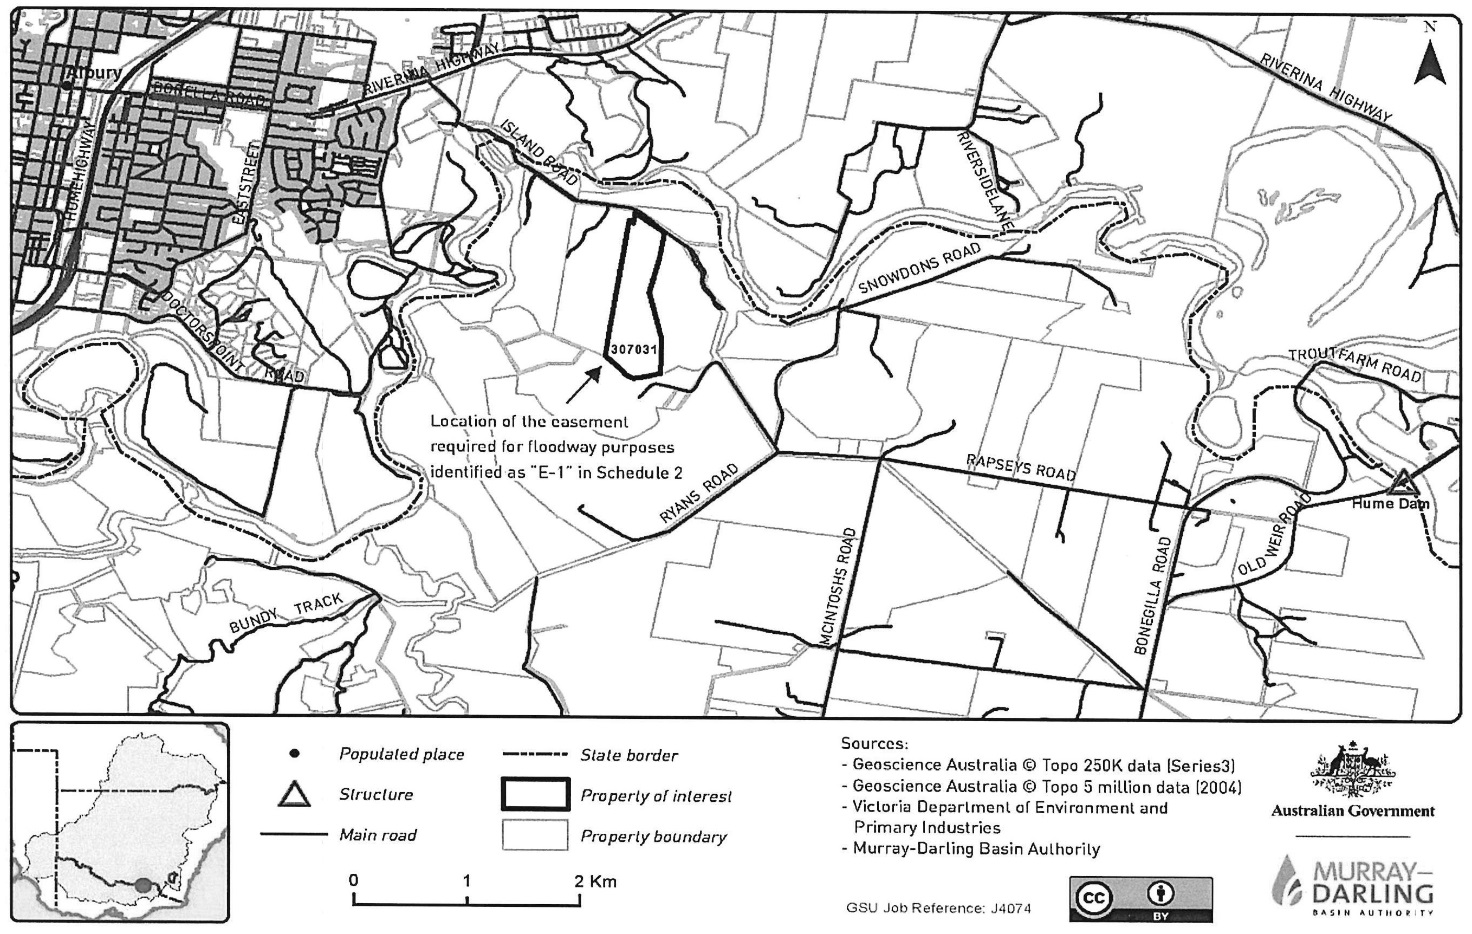 N
Albury
BORELLA ROAD
RIVERINA HIGHWAY
RIVERINA HIGHWAY
HUME HIGHWAY
EAST STREET
ISLAND ROAD
RIVERSIDE LANE
SNOWDONS ROAD
DOCTORS POINT ROAD
307031
TROUT FARM ROAD
Location of the easement
required for floodway purposes
identified as "E-1" in Schedule 2
RAPSEYS ROAD
RYANS ROAD
Hume Dam
OLD WEIR ROAD
MCINTOSHS ROAD
BONEGILLA ROAD
BUNDY TRACK
Populated place
Structure
Main road
State border
Property of interest
Property boundary
0 1 2 Km
Sources:
- Geoscience Australia © Topo 250K data (Series3)
- Geoscience Australia © Topo 5 million data (2004)
- Victoria Department of Environment and
Primary Industries
- Murray-Darling Basin Authority
GSU Job Reference: J4074
CC
BY
Australian Government
MURRAY–
DARLING
BASIN AUTHORITY